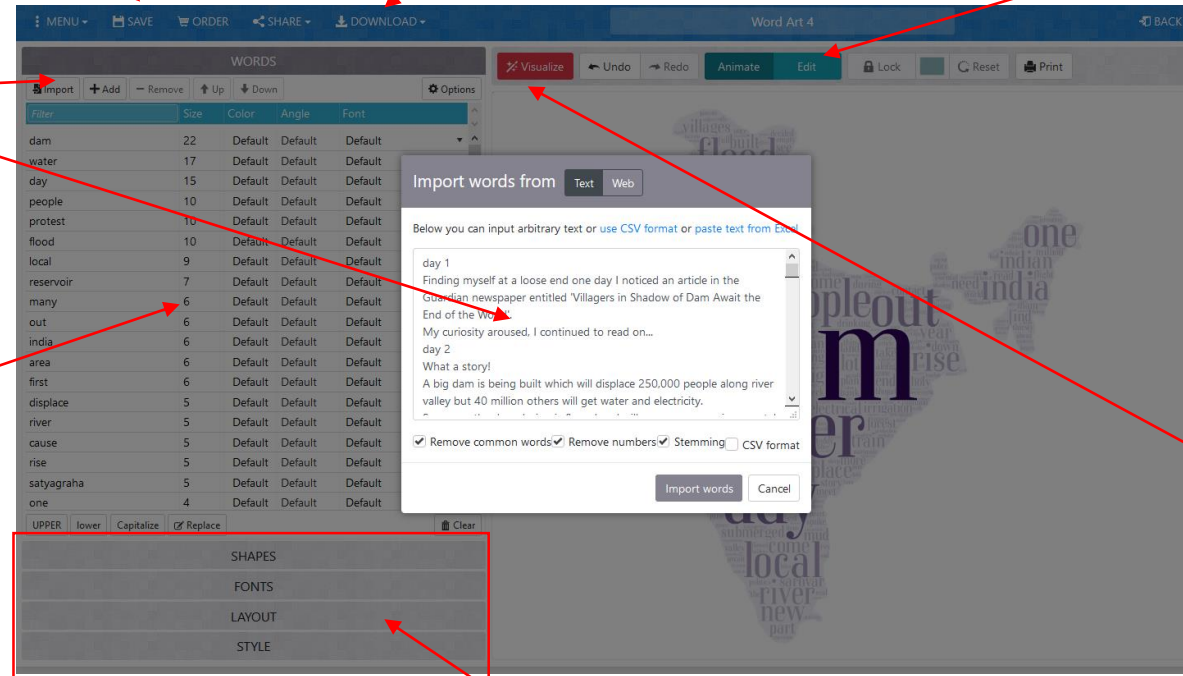 MENU SAVE ORDER SHARE DOWNLOAD Word Art 4 BACK
WORDS
Import Add Remove Up Down Options
Visualize Undo Redo Animate Edit Lock Reset Print
Filter Size Color Angle Font
dam 22 Default Default Default
water 17 Default Default Default
day 15 Default Default Default
people 10 Default Default Default
protest 10 Default Default Default
flood 10 Default Default Default
local 9 Default Default Default
reservoir 7 Default Default Default
many 6 Default Default Default
out 6 Default Default Default
india 6 Default Default Default
area 6 Default Default Default
first 6 Default Default Default
displace 5 Default Default Default
river 5 Default Default Default
cause 5 Default Default Default
rise 5 Default Default Default
satyagraha 5 Default Default Default
one 4 Default Default Default
UPPER lower Capitalize Replace Clear
SHAPES
FONTS
LAYOUT
STYLE
Import words from Text Web
Below you can input arbitrary text or use CSV format or paste text from Excel
day 1
Finding myself at a loose end one day I noticed an article in the
Guardian newspaper entitled 'Villagers in Shadow of Dam Await the
End of the World'.
My curiosity aroused, I continued to read on...
day 2
What a story!
A big dam is being built which will displace 250,000 people along river
valley but 40 million others will get water and electricity.
Remove common words Remove numbers Stemming CSV format
Import words Cancel
villages
built
flood
one
indian
india
need
out
year
rise
train
place
day
submerged
come
local
river
new
part